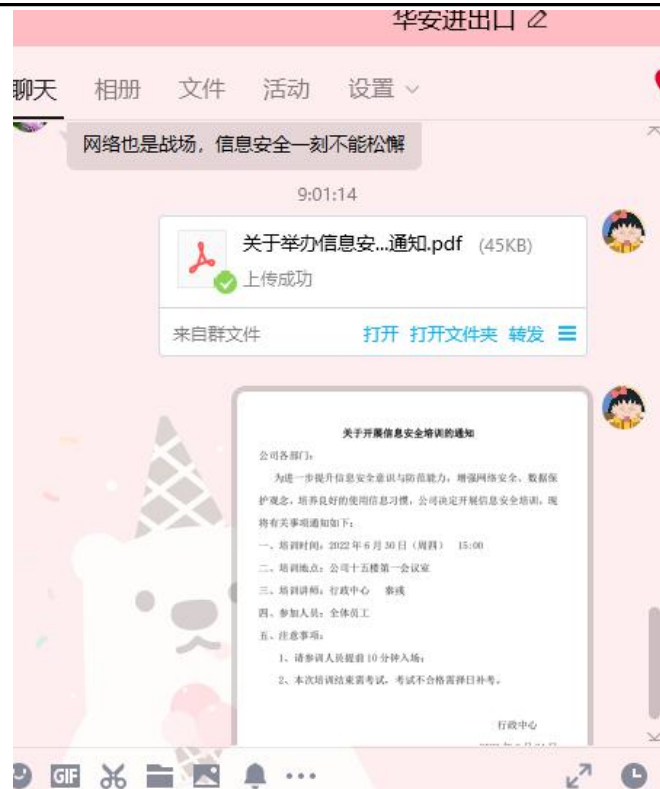 华安进出口
聊天 相册 文件 活动 设置
网络也是战场，信息安全一刻不能松懈
9:01:14
关于举办信息安...通知.pdf (45KB)
上传成功
来自群文件 打开 打开文件夹 转发
关于开展信息安全培训的通知
公司各部门：
为进一步提升信息安全意识与防范能力，增强网络安全、数据保
护观念，培养良好的使用信息习惯，公司决定开展信息安全培训，现
将有关事项通知如下：
一、培训时间：2022 年 6 月 30 日（周四） 15:00
二、培训地点：公司十五楼第一会议室
三、培训讲师：行政中心
四、参加人员：全体员工
五、注意事项：
1、请参训人员提前 10 分钟入场；
2、本次培训结束需考试，考试不合格需择日补考。
行政中心
GIF